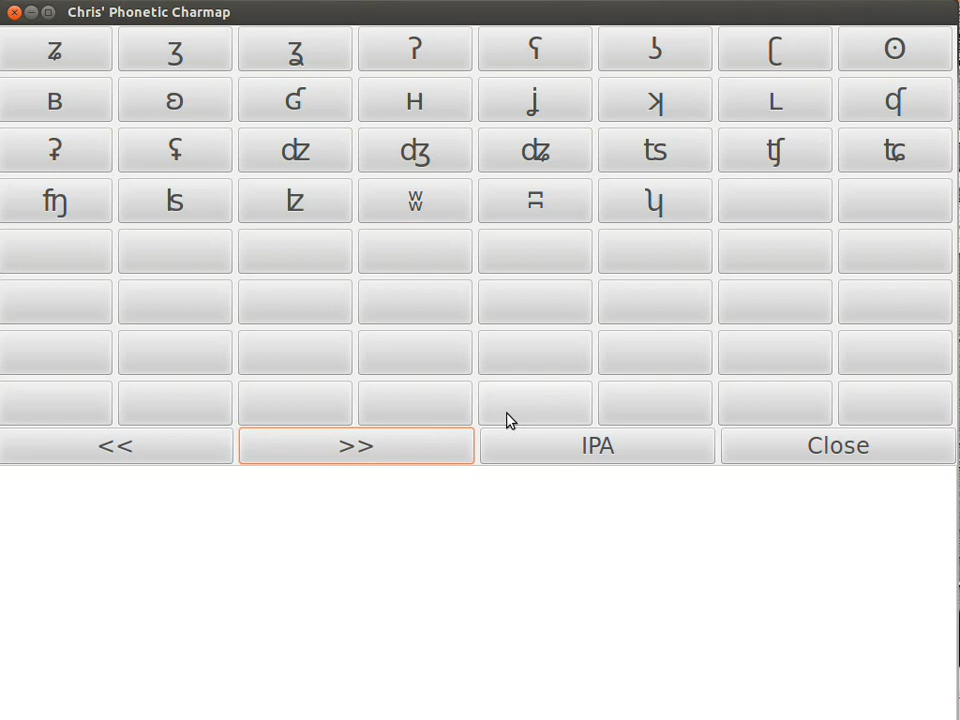 Chris' Phonetic Charmap
ʑ ʒ ʓ ʔ ʕ ʖ ʗ ʘ
ʙ ʚ ʛ ʜ ʝ ʞ ʟ ʠ
ʡ ʢ ʣ ʤ ʥ ʦ ʧ ʨ
ʩ ʪ ʫ ʬ ʭ ʮ
<< >> IPA Close